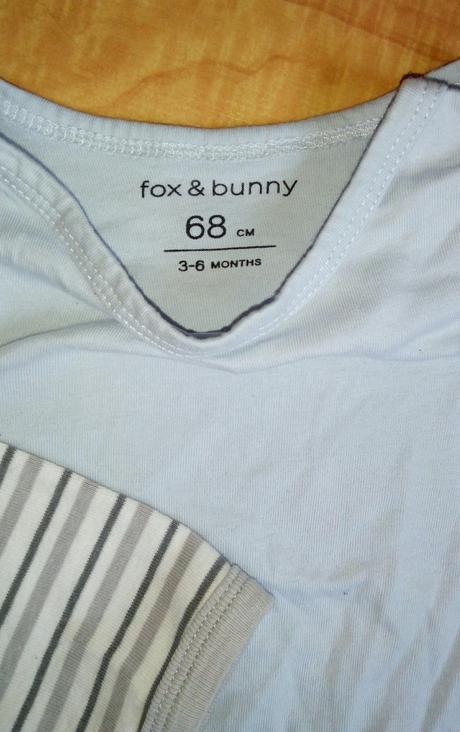 fox & bunny
68 CM
3-6 MONTHS